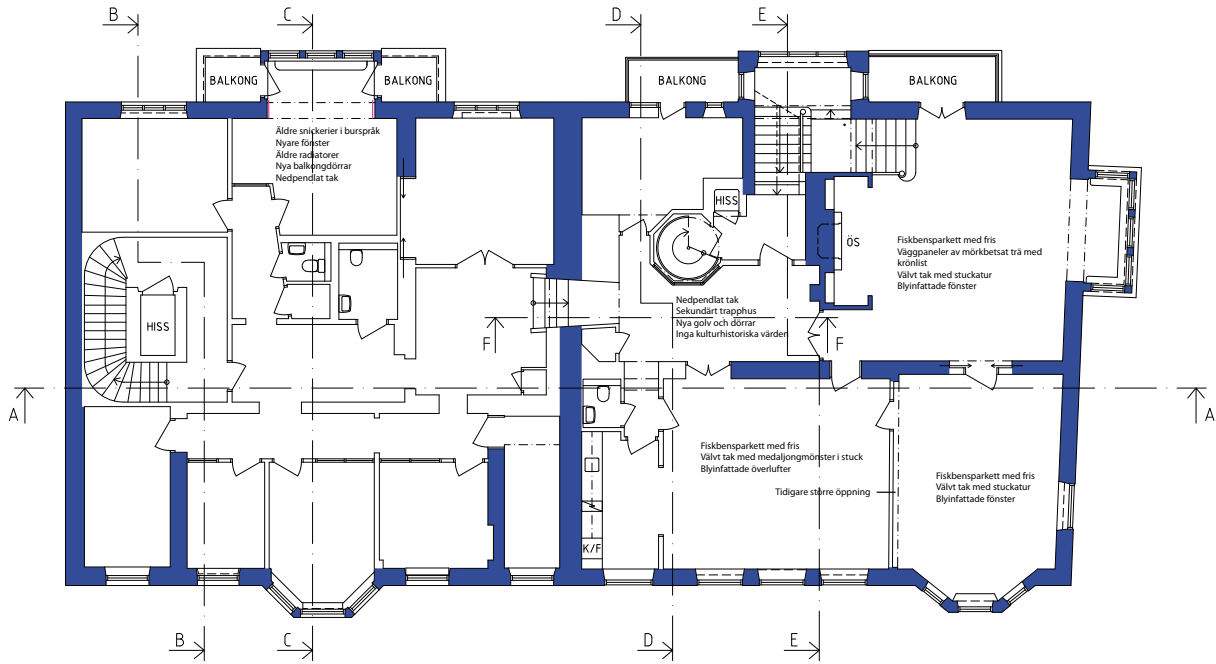 B
C
D
E
BALKONG
BALKONG
BALKONG
BALKONG
Äldre snickerier i burspråk
Nyare fönster
Äldre radiatorer
Nya balkongdörrar
Nedpendlat tak
HISS
ÖS
Fiskbensparkett med fris
Väggpaneler av mörkbetsat trä med
krönlist
Välvt tak med stuckatur
Blyinfattade fönster
HISS
Nedpendlat tak
Sekundärt trapphus
Nya golv och dörrar
Inga kulturhistoriska värden
F
F
A
A
Fiskbensparkett med fris
Välvt tak med medaljongmönster i stuck
Blyinfattade överlufter
Tidigare större öppning
Fiskbensparkett med fris
Välvt tak med stuckatur
Blyinfattade fönster
K/F
B
C
D
E